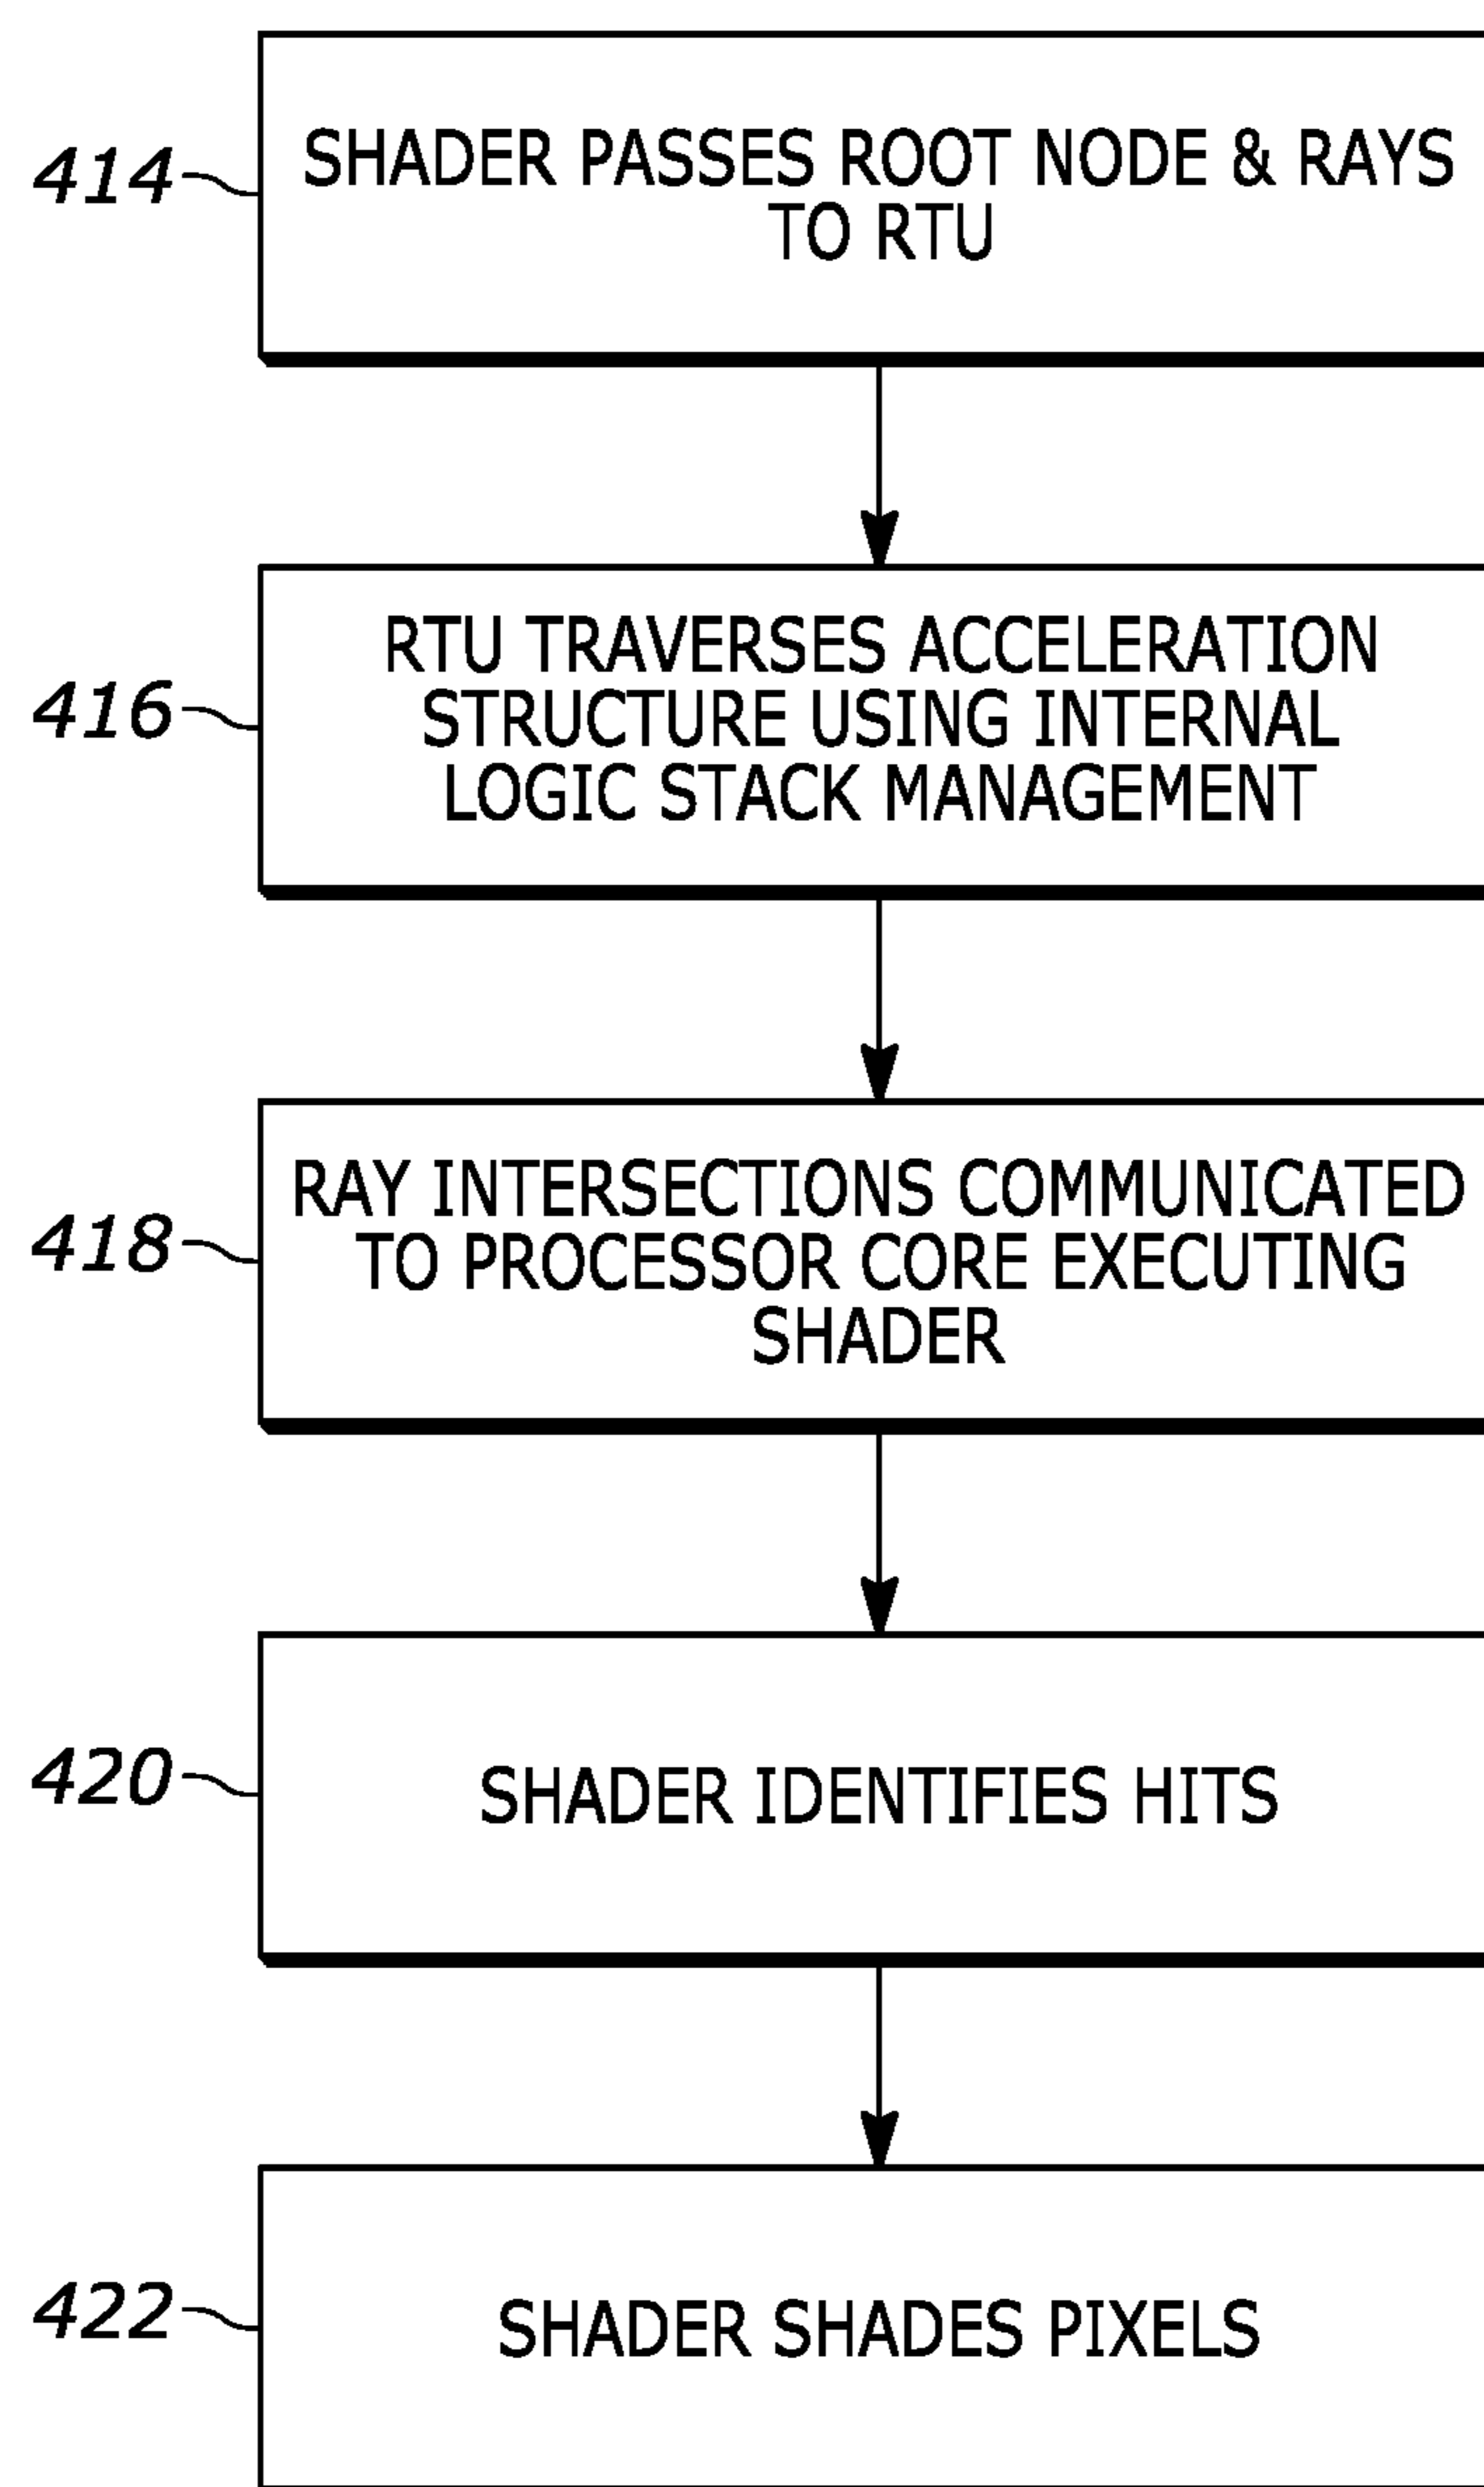 414
SHADER PASSES ROOT NODE & RAYS
TO RTU
416
RTU TRAVERSES ACCELERATION
STRUCTURE USING INTERNAL
LOGIC STACK MANAGEMENT
418
RAY INTERSECTIONS COMMUNICATED
TO PROCESSOR CORE EXECUTING
SHADER
420
SHADER IDENTIFIES HITS
422
SHADER SHADES PIXELS